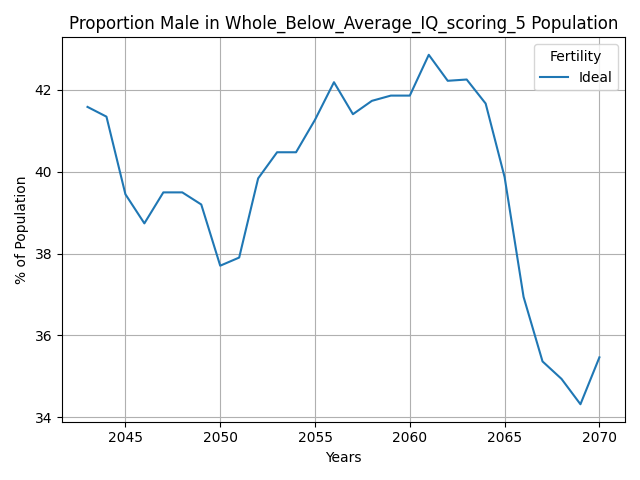 Proportion Male in Whole_Below_Average_IQ_scoring_5 Population
Fertility
Ideal
% of Population
42
40
38
36
34
2045 2050 2055 2060 2065 2070
Years